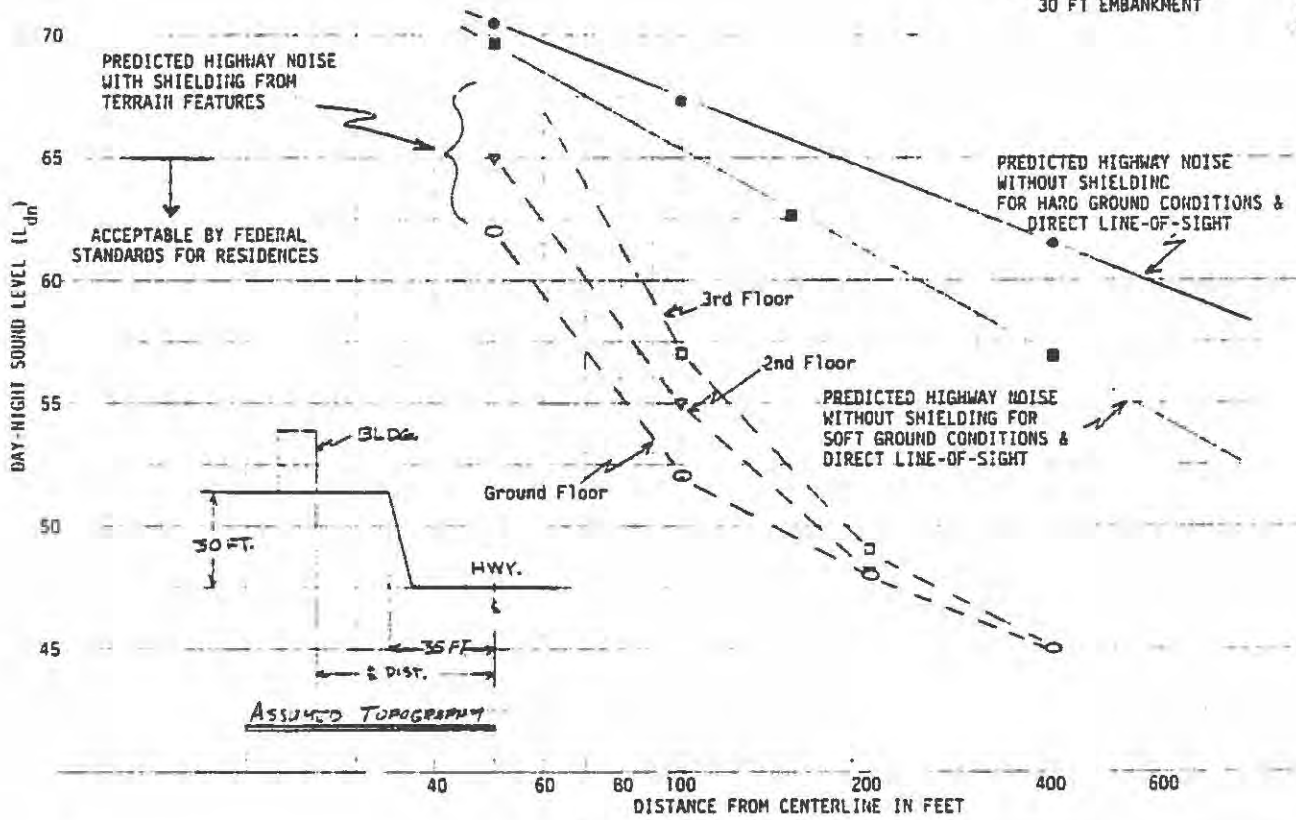 30 FT EMBANKMENT
70
PREDICTED HIGHWAY NOISE
WITH SHIELDING FROM
TERRAIN FEATURES
65
PREDICTED HIGHWAY NOISE
WITHOUT SHIELDING
FOR HARD GROUND CONDITIONS &
DIRECT LINE-OF-SIGHT
ACCEPTABLE BY FEDERAL
STANDARDS FOR RESIDENCES
DAY-NIGHT SOUND LEVEL (Ldn)
60
3rd Floor
2nd Floor
55
PREDICTED HIGHWAY NOISE
WITHOUT SHIELDING FOR
SOFT GROUND CONDITIONS &
DIRECT LINE-OF-SIGHT
BLDG.
Ground Floor
50
30 FT.
HWY.
45
35 FT
DIST.
ASSUMED TOPOGRAPHY
40 60 80 100 200 400 600
DISTANCE FROM CENTERLINE IN FEET